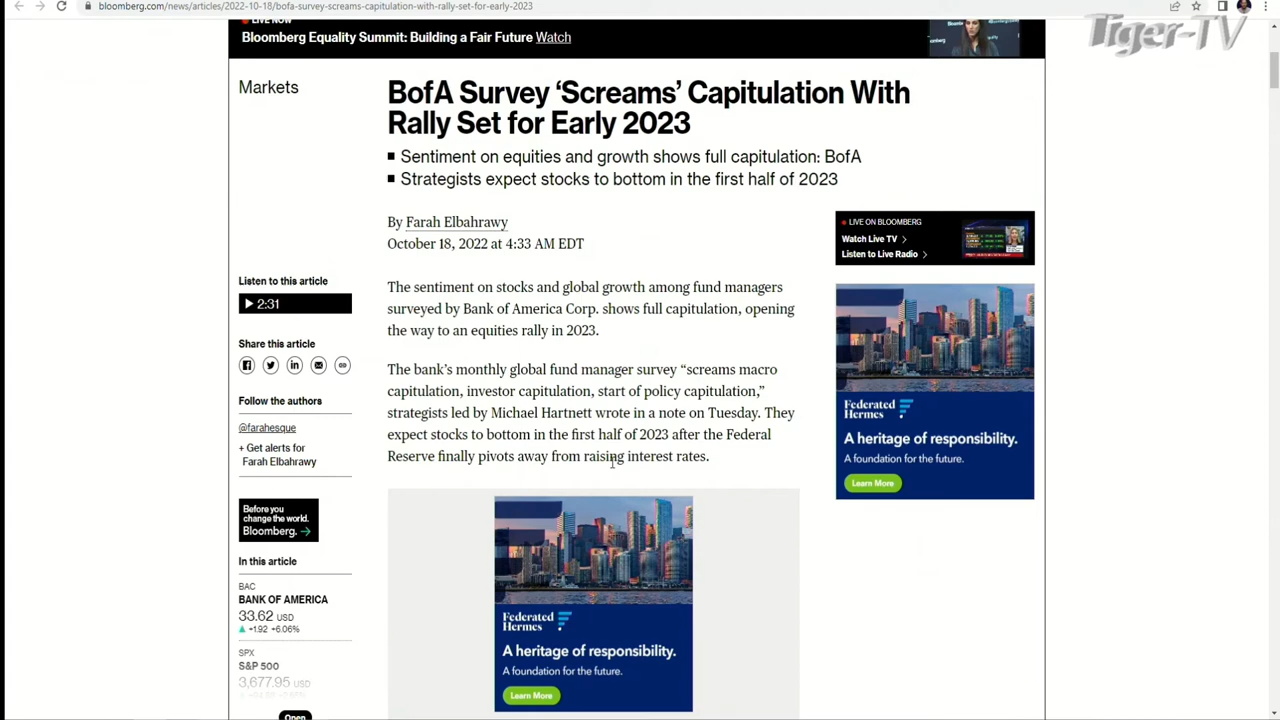 bloomberg.com/news/articles/2022-10-18/bofa-survey-screams-capitulation-with-rally-set-for-early-2023
Tiger-TV
LIVE NOW
Bloomberg Equality Summit: Building a Fair Future Watch
Markets
BofA Survey ‘Screams’ Capitulation With
Rally Set for Early 2023
Sentiment on equities and growth shows full capitulation: BofA
Strategists expect stocks to bottom in the first half of 2023
By Farah Elbahrawy
October 18, 2022 at 4:33 AM EDT
Listen to this article
2:31
Share this article
Follow the authors
@farahesque
+ Get alerts for
Farah Elbahrawy
Before you
change the world.
Bloomberg. →
In this article
BAC
BANK OF AMERICA
33.62 USD
▲ +1.92 +6.06%
SPX
S&P 500
3,677.95 USD
Open
The sentiment on stocks and global growth among fund managers
surveyed by Bank of America Corp. shows full capitulation, opening
the way to an equities rally in 2023.
The bank’s monthly global fund manager survey “screams macro
capitulation, investor capitulation, start of policy capitulation,”
strategists led by Michael Hartnett wrote in a note on Tuesday. They
expect stocks to bottom in the first half of 2023 after the Federal
Reserve finally pivots away from raising interest rates.
Federated
Hermes
A heritage of responsibility.
A foundation for the future.
Learn More
LIVE ON BLOOMBERG
Watch Live TV >
Listen to Live Radio >
Federated
Hermes
A heritage of responsibility.
A foundation for the future.
Learn More